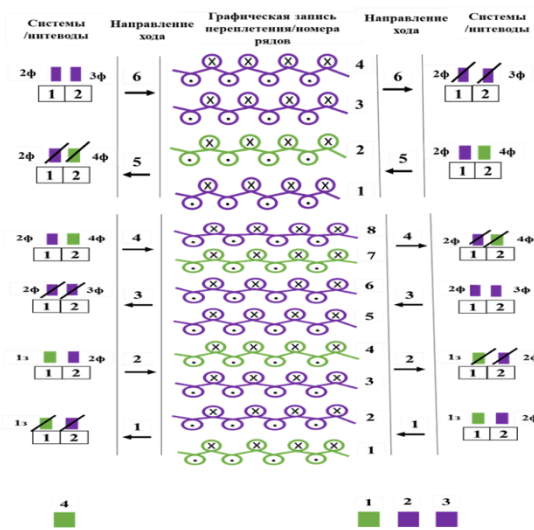 Системы /нитеводы
Направление хода
Графическая запись переплетения/номера рядов
Направление хода
Системы /нитеводы
2ф 3ф 6 4 6 2ф 3ф
1 2 3 1 2
2ф 4ф 5 2 5 2ф 4ф
1 2 1 1 2
2ф 4ф 4 8 4 2ф 4ф
1 2 7 1 2
2ф 3ф 3 6 3 2ф 3ф
1 2 5 1 2
1з 2ф 2 4 2 1з 2ф
1 2 3 1 2
1з 2ф 1 2 1 1з 2ф
1 2 1 1 2
4 1 2 3